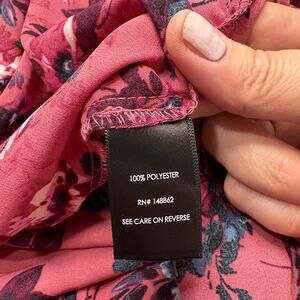 100% POLYESTER
RN# 148862
SEE CARE ON REVERSE